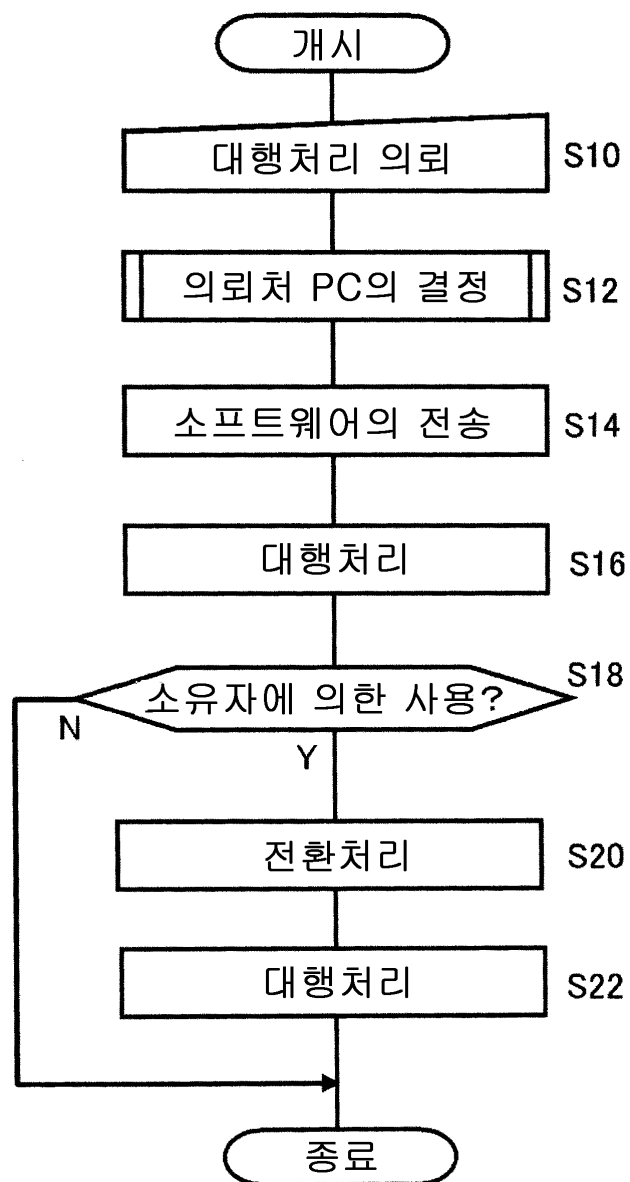 개시
대행처리 의뢰 S10
의뢰처 PC의 결정 S12
소프트웨어의 전송 S14
대행처리 S16
소유자에 의한 사용? S18
N
Y
전환처리 S20
대행처리 S22
종료